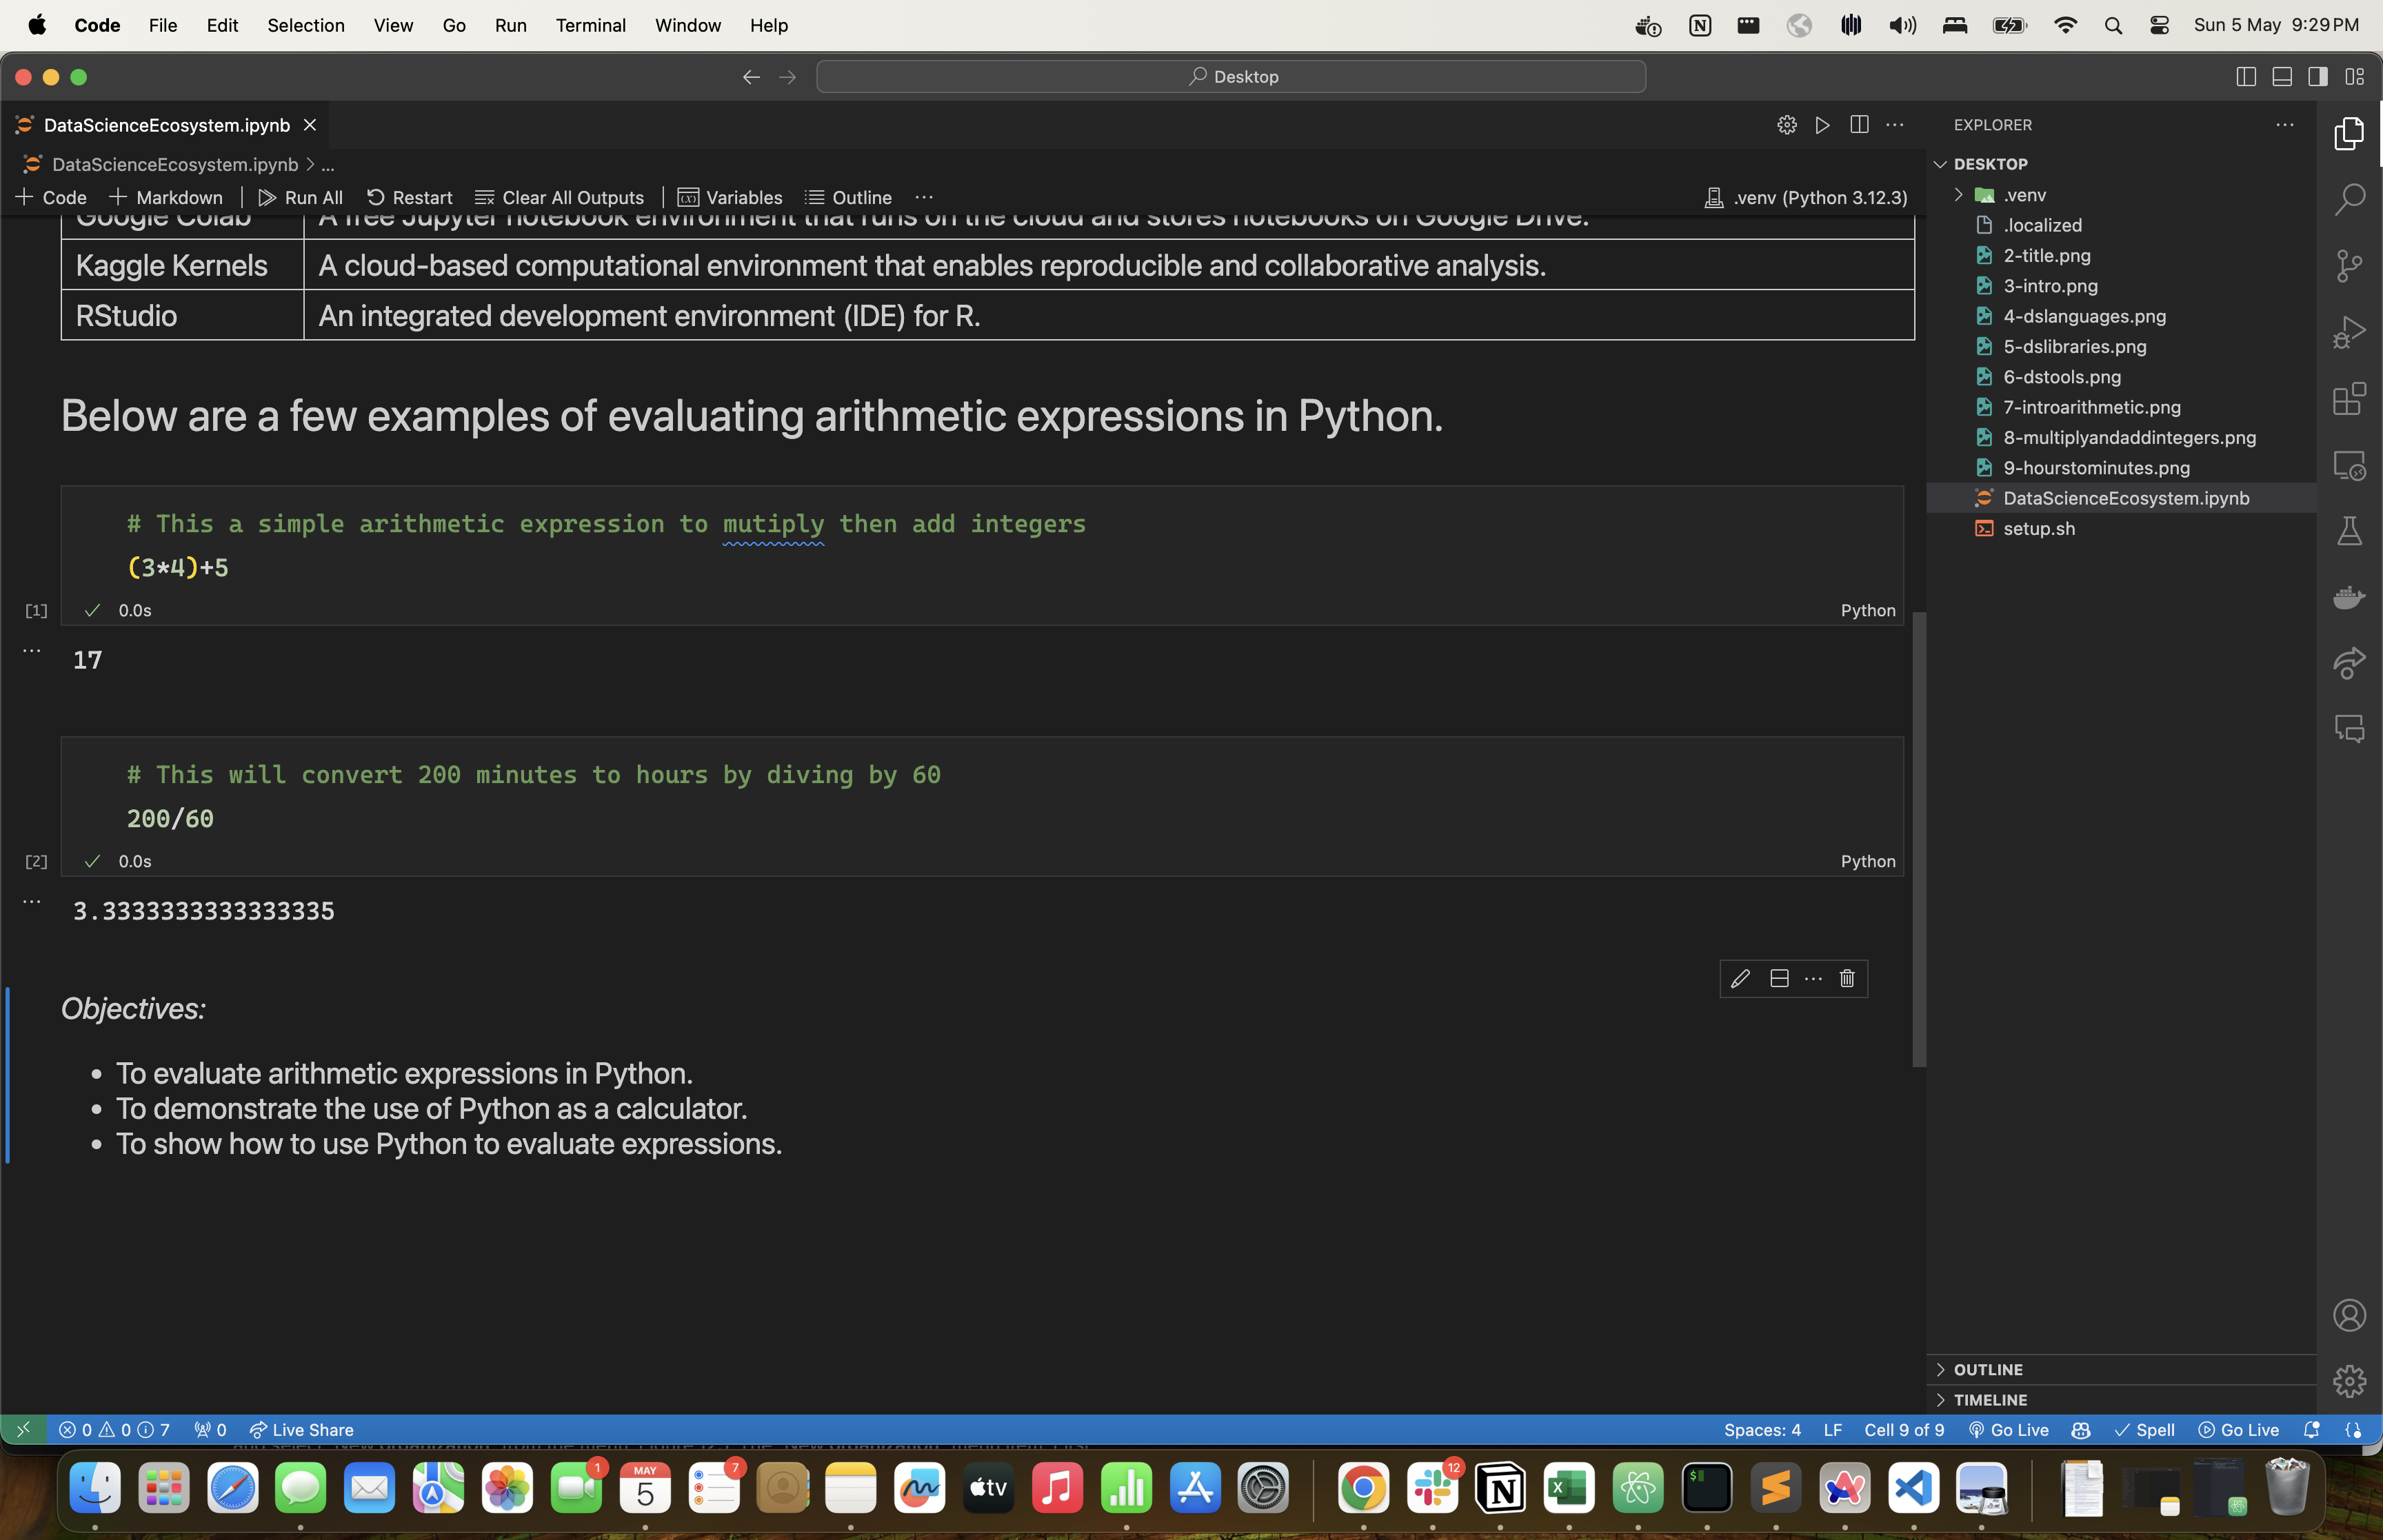 Code File Edit Selection View Go Run Terminal Window Help
Sun 5 May 9:29 PM
Desktop
DataScienceEcosystem.ipynb
DataScienceEcosystem.ipynb > ...
Code Markdown Run All Restart Clear All Outputs Variables Outline ...
.venv (Python 3.12.3)
Google Colab A free Jupyter notebook environment that runs on the cloud and stores notebooks on Google Drive.
Kaggle Kernels A cloud-based computational environment that enables reproducible and collaborative analysis.
RStudio An integrated development environment (IDE) for R.
Below are a few examples of evaluating arithmetic expressions in Python.
# This a simple arithmetic expression to mutiply then add integers
(3*4)+5
[1] 0.0s Python
17
# This will convert 200 minutes to hours by diving by 60
200/60
[2] 0.0s Python
3.3333333333333335
Objectives:
• To evaluate arithmetic expressions in Python.
• To demonstrate the use of Python as a calculator.
• To show how to use Python to evaluate expressions.
EXPLORER
DESKTOP
.venv
.localized
2-title.png
3-intro.png
4-dslanguages.png
5-dslibraries.png
6-dstools.png
7-introarithmetic.png
8-multiplyandaddintegers.png
9-hourstominutes.png
DataScienceEcosystem.ipynb
setup.sh
OUTLINE
TIMELINE
0 0 7 0 Live Share
Spaces: 4 LF Cell 9 of 9 Go Live Spell Go Live
1 MAY 5 7 tv 12